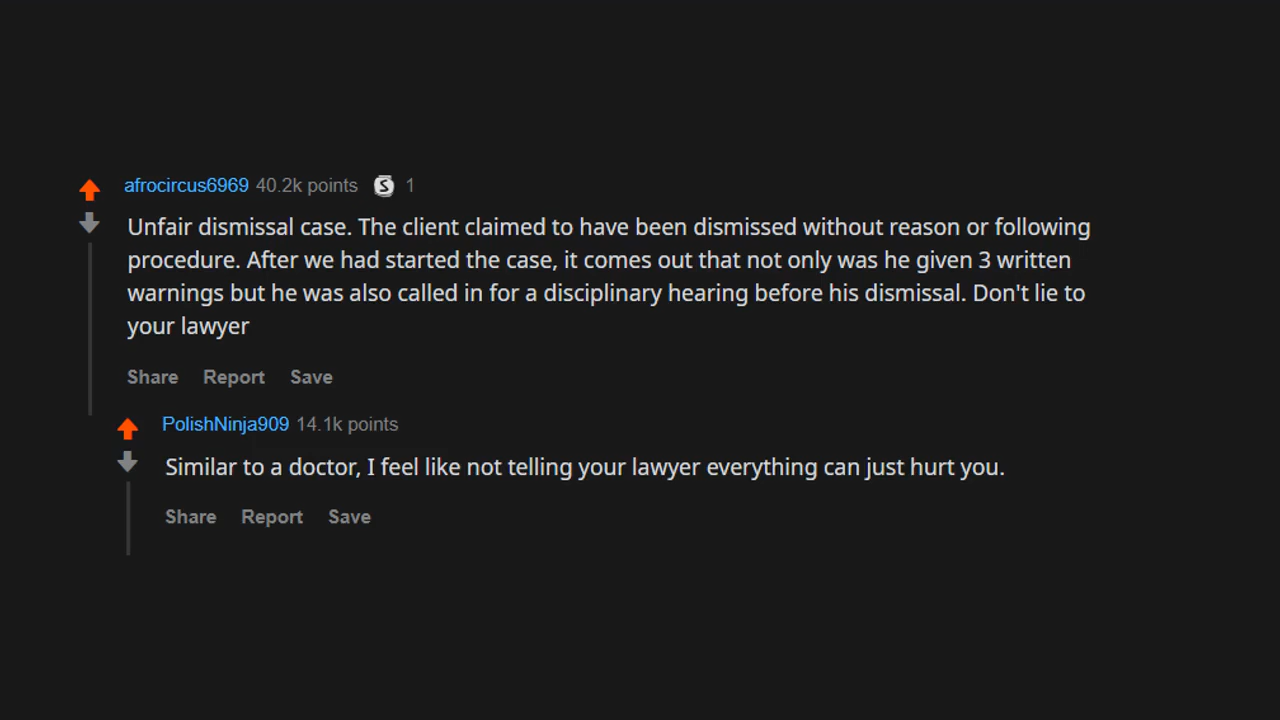 afrocircus6969 40.2k points S 1
Unfair dismissal case. The client claimed to have been dismissed without reason or following
procedure. After we had started the case, it comes out that not only was he given 3 written
warnings but he was also called in for a disciplinary hearing before his dismissal. Don't lie to
your lawyer
Share Report Save
PolishNinja909 14.1k points
Similar to a doctor, I feel like not telling your lawyer everything can just hurt you.
Share Report Save